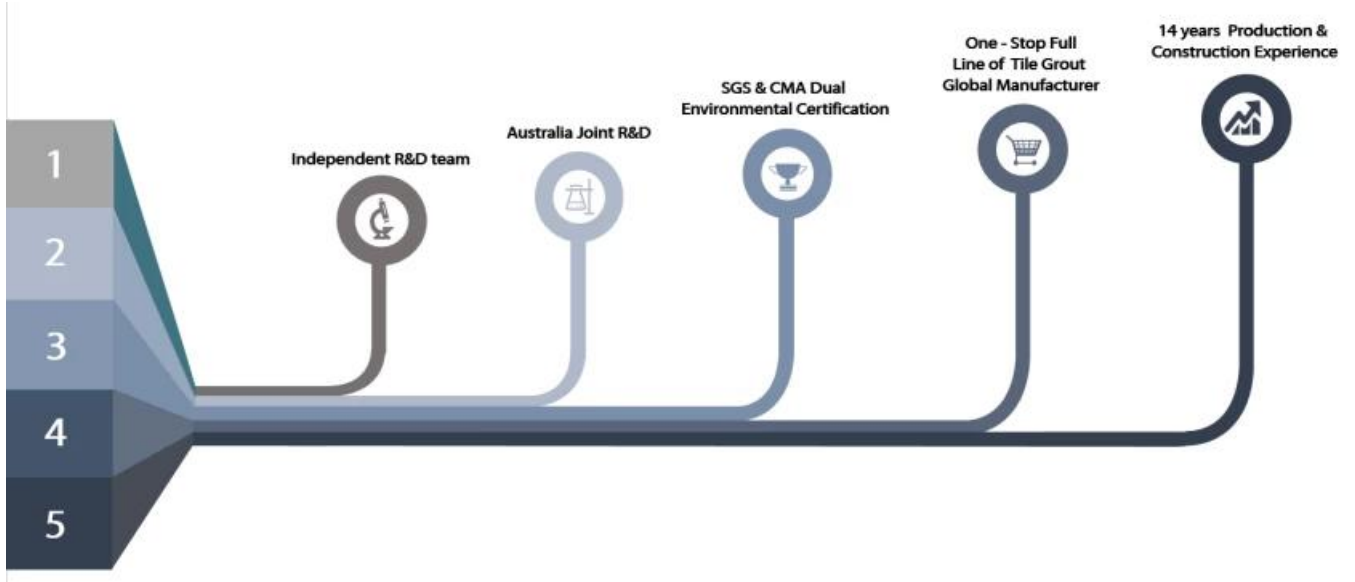 14 years Production &
Construction Experience
One - Stop Full
Line of Tile Grout
Global Manufacturer
SGS & CMA Dual
Environmental Certification
Australia Joint R&D
Independent R&D team
1
2
3
4
5